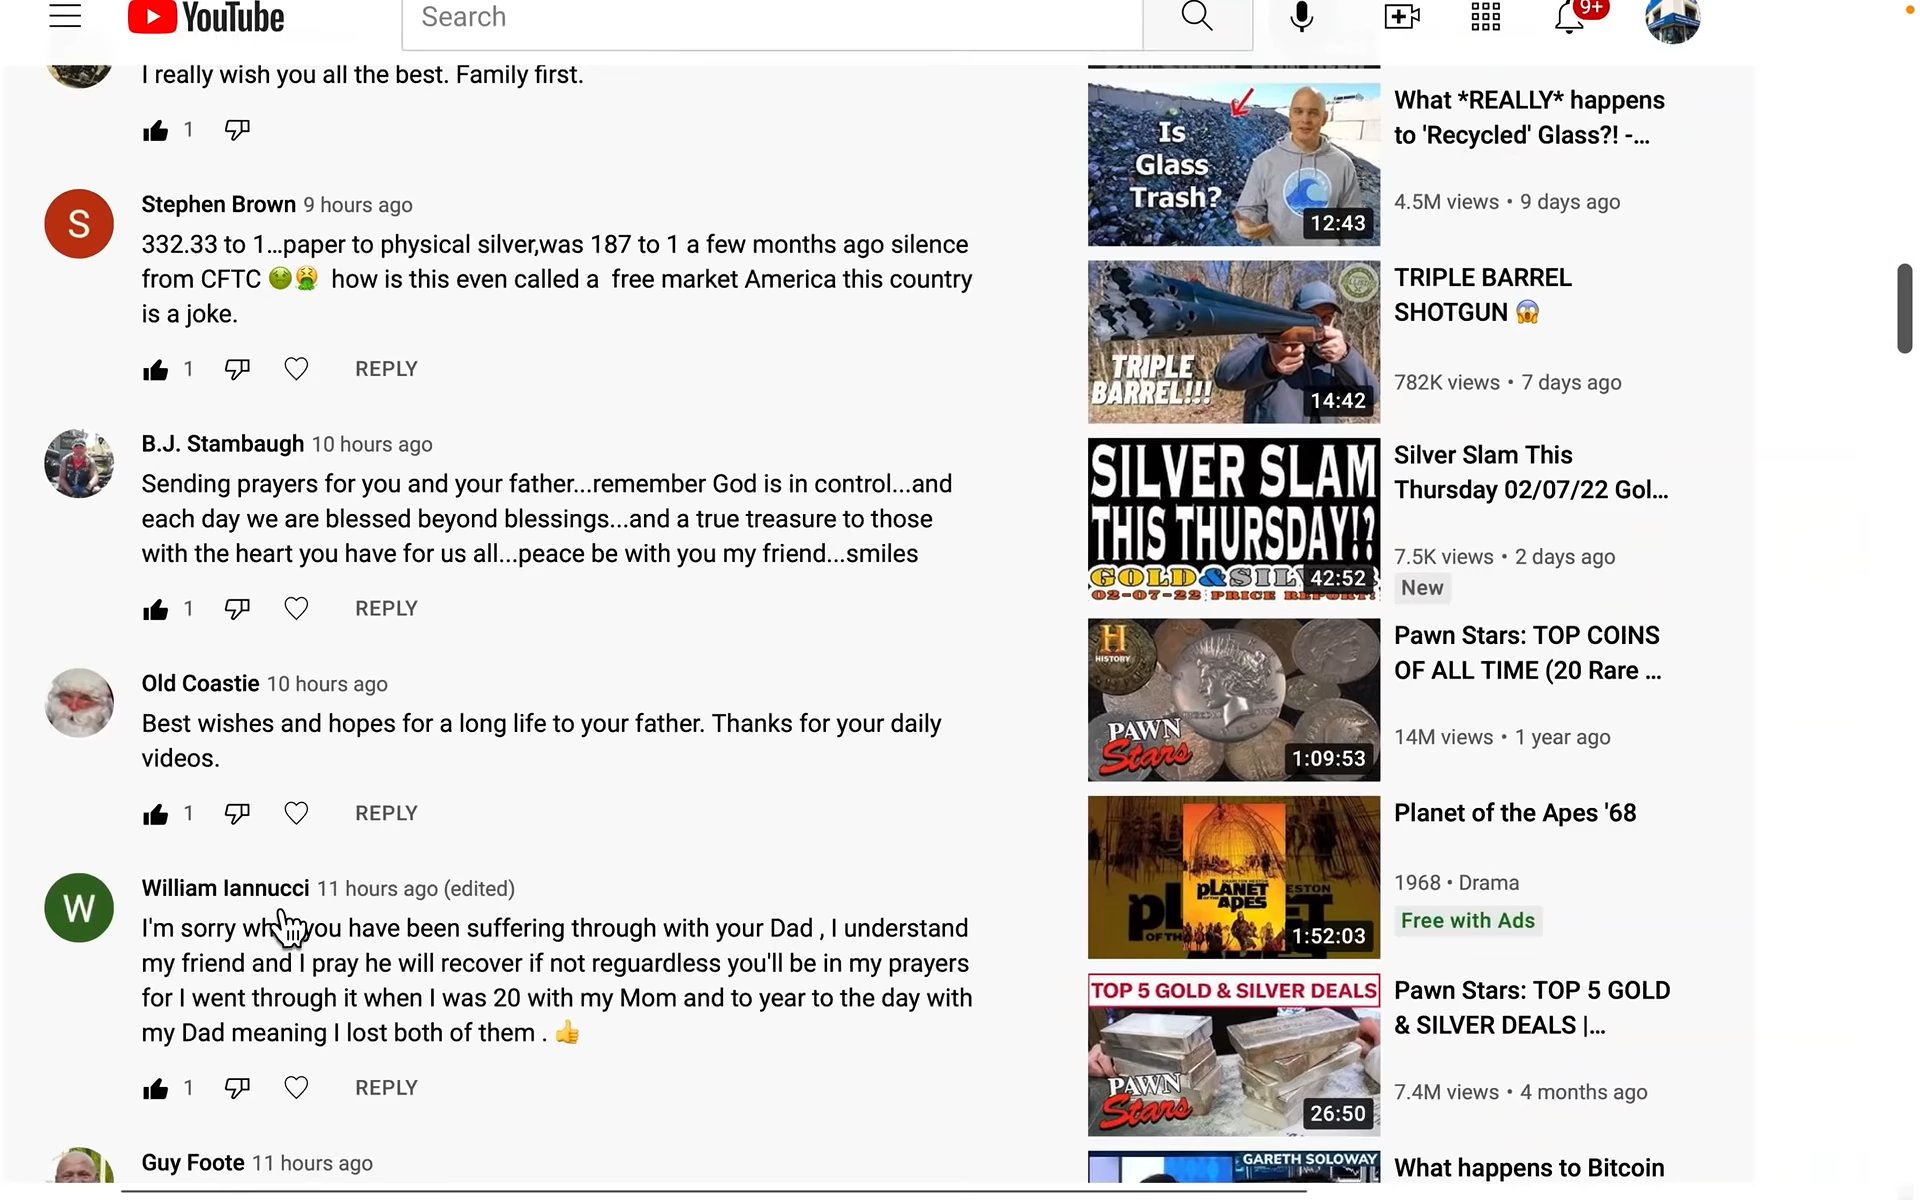 YouTube
Search
9+
I really wish you all the best. Family first.
1
S
Stephen Brown 9 hours ago
332.33 to 1...paper to physical silver,was 187 to 1 a few months ago silence
from CFTC 🤢🤮 how is this even called a free market America this country
is a joke.
1
REPLY
B.J. Stambaugh 10 hours ago
Sending prayers for you and your father...remember God is in control...and
each day we are blessed beyond blessings...and a true treasure to those
with the heart you have for us all...peace be with you my friend...smiles
1
REPLY
Old Coastie 10 hours ago
Best wishes and hopes for a long life to your father. Thanks for your daily
videos.
1
REPLY
W
William Iannucci 11 hours ago (edited)
I'm sorry wh you have been suffering through with your Dad , I understand
my friend and I pray he will recover if not reguardless you'll be in my prayers
for I went through it when I was 20 with my Mom and to year to the day with
my Dad meaning I lost both of them . 👍
1
REPLY
Guy Foote 11 hours ago
Is
Glass
Trash?
12:43
What *REALLY* happens
to 'Recycled' Glass?! -...
4.5M views • 9 days ago
TRIPLE
BARREL!!!
14:42
TRIPLE BARREL
SHOTGUN 😱
782K views • 7 days ago
SILVER SLAM
THIS THURSDAY!?
GOLD&SIL
02-07-22 PRICE REPORT!
42:52
Silver Slam This
Thursday 02/07/22 Gol...
7.5K views • 2 days ago
New
H
HISTORY
PAWN
Stars
1:09:53
Pawn Stars: TOP COINS
OF ALL TIME (20 Rare ...
14M views • 1 year ago
PLANET
OF THE
APES
1:52:03
Planet of the Apes '68
1968 • Drama
Free with Ads
TOP 5 GOLD & SILVER DEALS
PAWN
Stars
26:50
Pawn Stars: TOP 5 GOLD
& SILVER DEALS |...
7.4M views • 4 months ago
GARETH SOLOWAY
What happens to Bitcoin